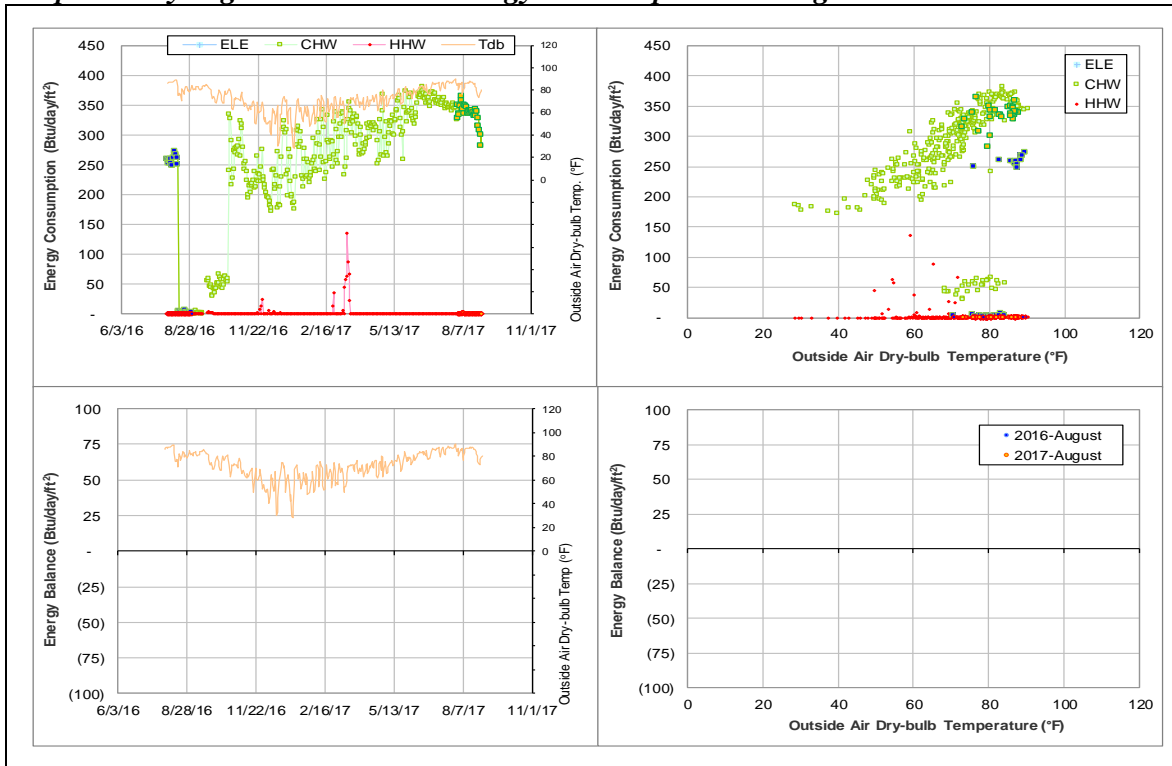 ELE CHW HHW Tdb
Energy Consumption (Btu/day/ft²)
450
400
350
300
250
200
150
100
50
-
120
100
80
60
40
20
0
Outside Air Dry-bulb Temp. (°F)
6/3/16 8/28/16 11/22/16 2/16/17 5/13/17 8/7/17 11/1/17
Energy Consumption (Btu/day/ft²)
450
400
350
300
250
200
150
100
50
-
ELE
CHW
HHW
0 20 40 60 80 100 120
Outside Air Dry-bulb Temperature (°F)
Energy Balance (Btu/day/ft²)
100
75
50
25
-
(25)
(50)
(75)
(100)
120
100
80
60
40
20
0
Outside Air Dry-bulb Temp (°F)
6/3/16 8/28/16 11/22/16 2/16/17 5/13/17 8/7/17 11/1/17
Energy Balance (Btu/day/ft²)
100
75
50
25
-
(25)
(50)
(75)
(100)
2016-August
2017-August
0 20 40 60 80 100 120
Outside Air Dry-bulb Temperature (°F)